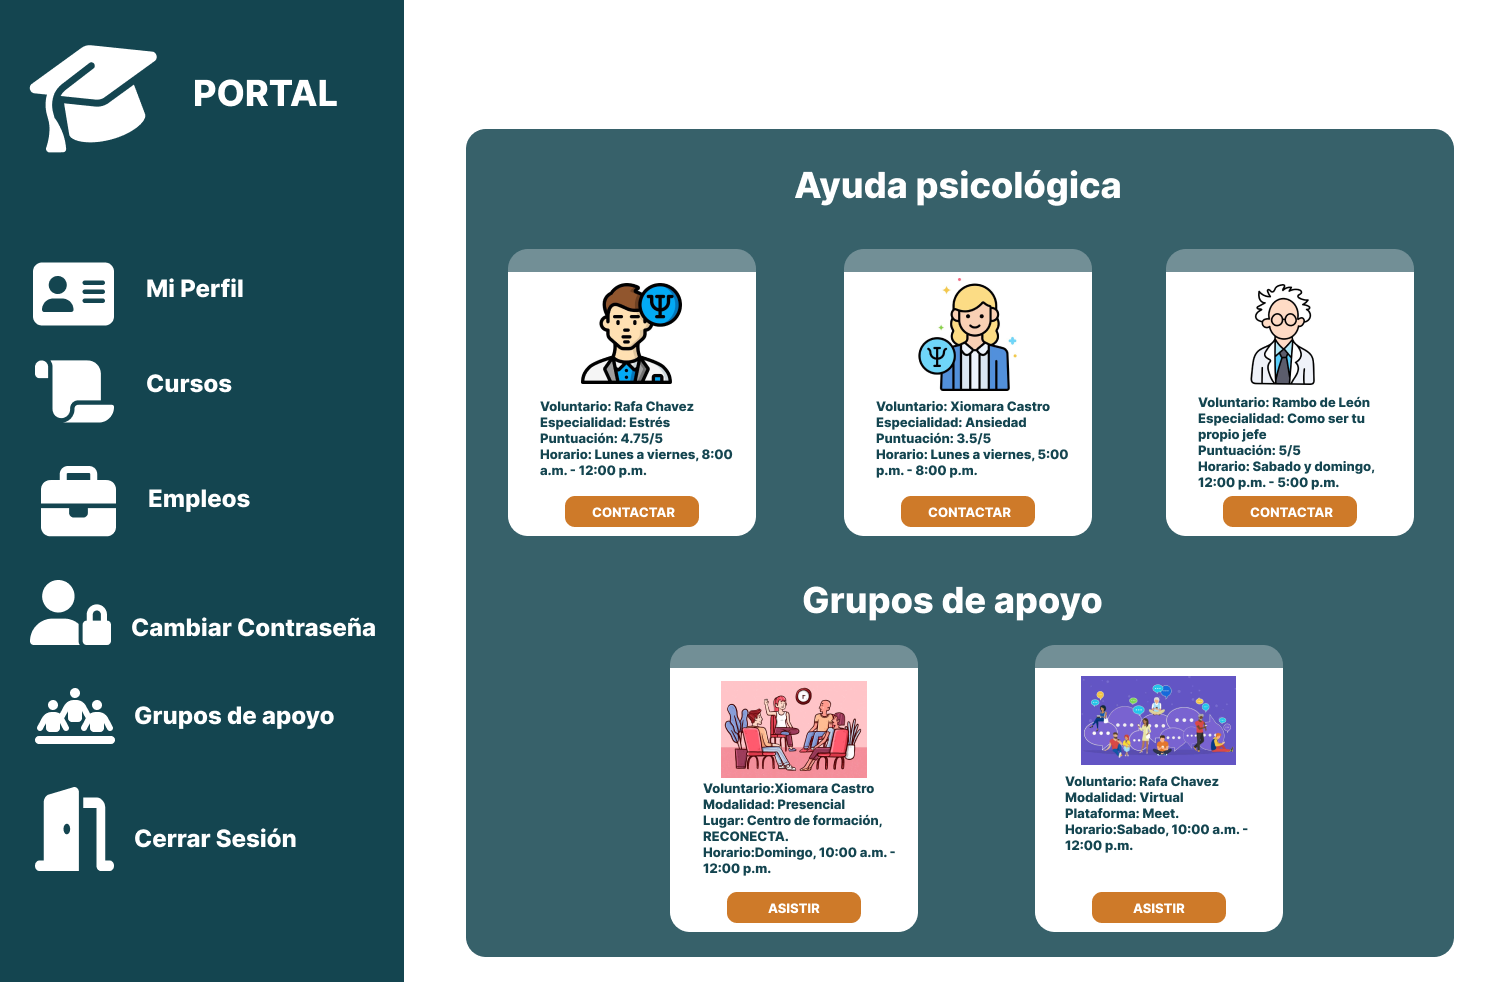 PORTAL
Mi Perfil
Cursos
Empleos
Cambiar Contraseña
Grupos de apoyo
Cerrar Sesión
Ayuda psicológica
Voluntario: Rafa Chavez
Especialidad: Estrés
Puntuación: 4.75/5
Horario: Lunes a viernes, 8:00
a.m. - 12:00 p.m.
CONTACTAR
Voluntario: Xiomara Castro
Especialidad: Ansiedad
Puntuación: 3.5/5
Horario: Lunes a viernes, 5:00
p.m. - 8:00 p.m.
CONTACTAR
Voluntario: Rambo de León
Especialidad: Como ser tu
propio jefe
Puntuación: 5/5
Horario: Sabado y domingo,
12:00 p.m. - 5:00 p.m.
CONTACTAR
Grupos de apoyo
Voluntario:Xiomara Castro
Modalidad: Presencial
Lugar: Centro de formación,
RECONECTA.
Horario:Domingo, 10:00 a.m. -
12:00 p.m.
ASISTIR
Voluntario: Rafa Chavez
Modalidad: Virtual
Plataforma: Meet.
Horario:Sabado, 10:00 a.m. -
12:00 p.m.
ASISTIR